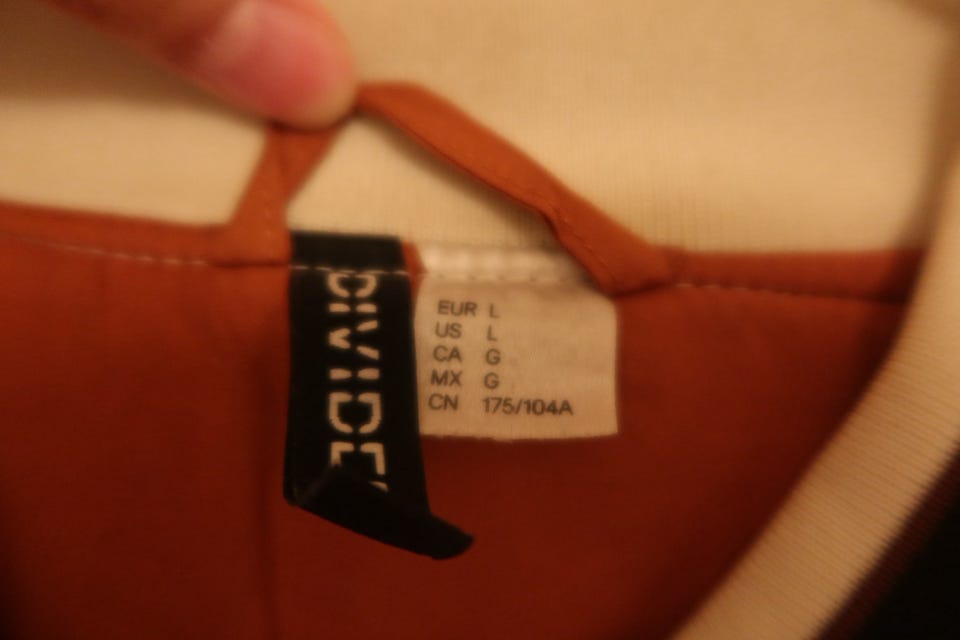 DIVIDE
EUR L
US L
CA G
MX G
CN 175/104A